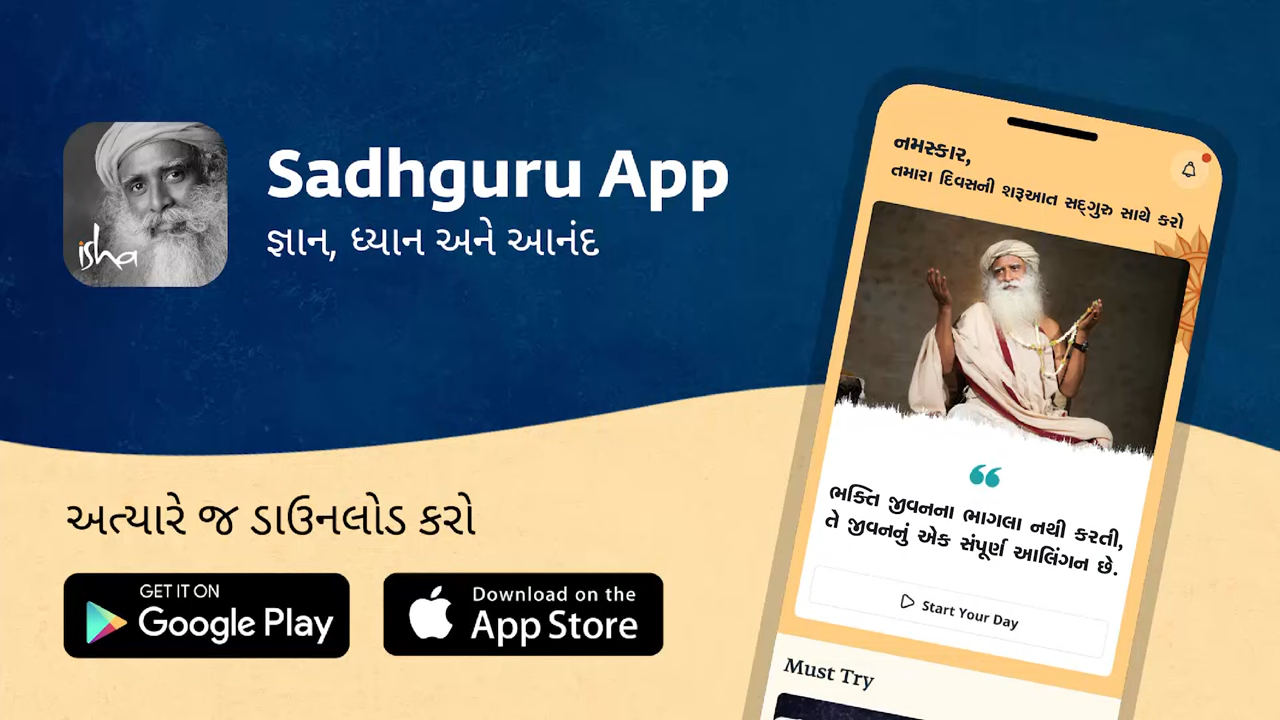 isha
Sadhguru App
જ્ઞાન, ધ્યાન અને આનંદ
અત્યારે જ ડાઉનલોડ કરો
GET IT ON
Google Play
Download on the
App Store
નમસ્કાર,
તમારા દિવસની શરૂઆત સદ્‌ગુરુ સાથે કરો
❝
ભક્તિ જીવનના ભાગલા નથી કરતી,
તે જીવનનું એક સંપૂર્ણ આલિંગન છે.
Start Your Day
Must Try